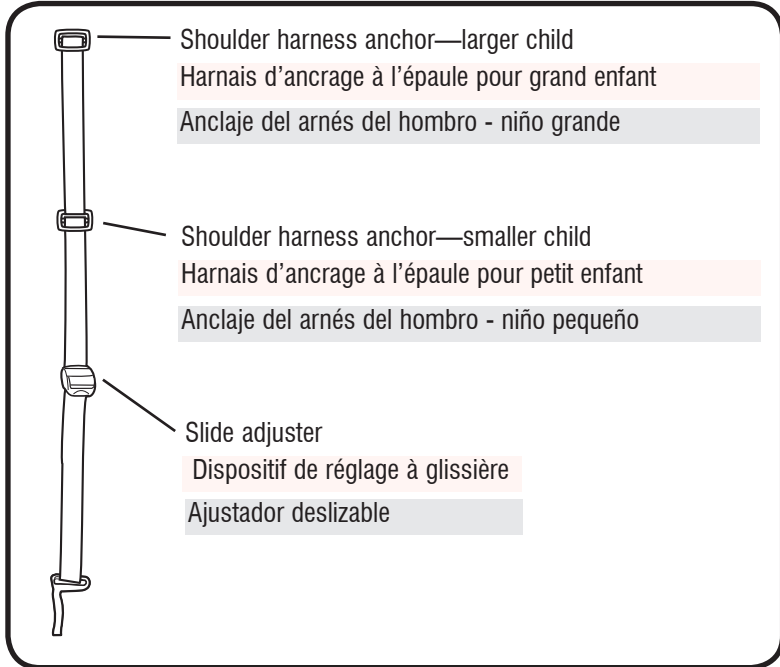 Shoulder harness anchor—larger child
Harnais d’ancrage à l’épaule pour grand enfant
Anclaje del arnés del hombro - niño grande
Shoulder harness anchor—smaller child
Harnais d’ancrage à l’épaule pour petit enfant
Anclaje del arnés del hombro - niño pequeño
Slide adjuster
Dispositif de réglage à glissière
Ajustador deslizable